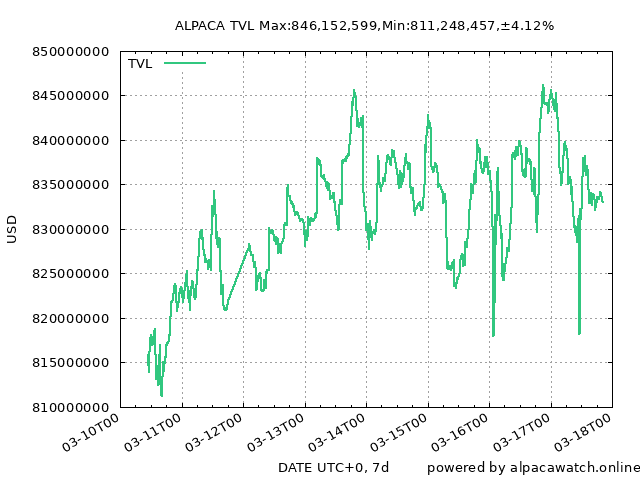 ALPACA TVL Max:846,152,599,Min:811,248,457,±4.12%
TVL
850000000
845000000
840000000
835000000
830000000
825000000
820000000
815000000
810000000
USD
03-10T00
03-11T00
03-12T00
03-13T00
03-14T00
03-15T00
03-16T00
03-17T00
03-18T00
DATE UTC+0, 7d
powered by alpacawatch.online